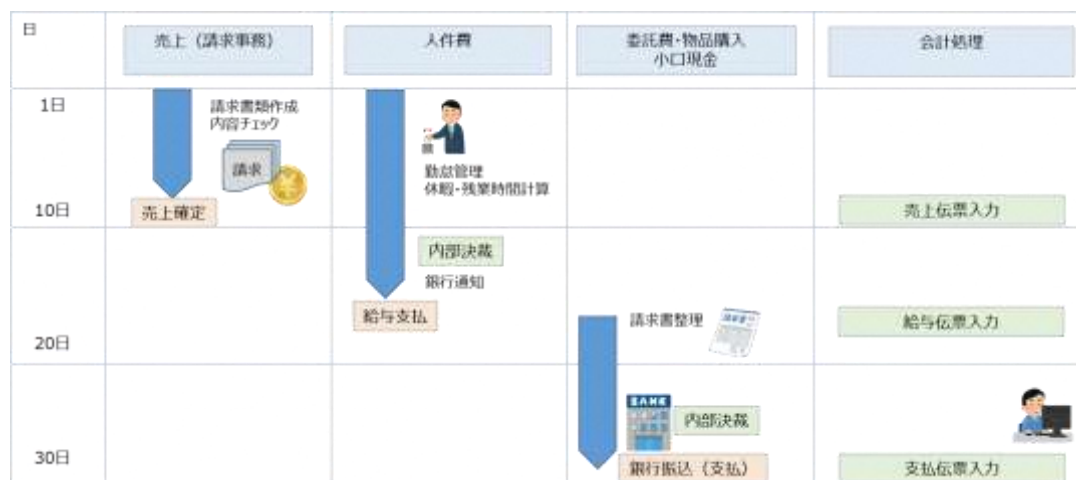 日
売上（請求事務）
人件費
委託費・物品購入
小口現金
会計処理
1日
請求書類作成
内容チェック
請求
勤怠管理
休暇・残業時間計算
10日
売上確定
売上伝票入力
内部決裁
銀行通知
給与支払
請求書整理
請求書
給与伝票入力
20日
BANK
内部決裁
30日
銀行振込（支払）
支払伝票入力